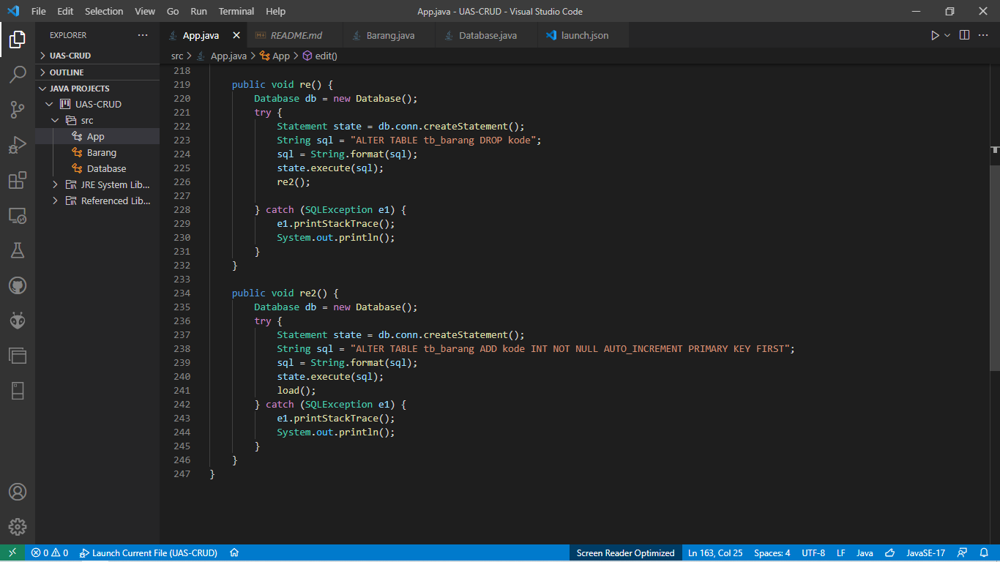 File Edit Selection View Go Run Terminal Help App.java - UAS-CRUD - Visual Studio Code
EXPLORER
UAS-CRUD
OUTLINE
JAVA PROJECTS
UAS-CRUD
src
App
Barang
Database
JRE System Lib...
Referenced Lib...
App.java README.md Barang.java Database.java launch.json
src > App.java > App > edit()
218
219 public void re() {
220 Database db = new Database();
221 try {
222 Statement state = db.conn.createStatement();
223 String sql = "ALTER TABLE tb_barang DROP kode";
224 sql = String.format(sql);
225 state.execute(sql);
226 re2();
227
228 } catch (SQLException e1) {
229 e1.printStackTrace();
230 System.out.println();
231 }
232 }
233
234 public void re2() {
235 Database db = new Database();
236 try {
237 Statement state = db.conn.createStatement();
238 String sql = "ALTER TABLE tb_barang ADD kode INT NOT NULL AUTO_INCREMENT PRIMARY KEY FIRST";
239 sql = String.format(sql);
240 state.execute(sql);
241 load();
242 } catch (SQLException e1) {
243 e1.printStackTrace();
244 System.out.println();
245 }
246 }
247 }
0 0 Launch Current File (UAS-CRUD) Screen Reader Optimized Ln 163, Col 25 Spaces: 4 UTF-8 LF Java JavaSE-17